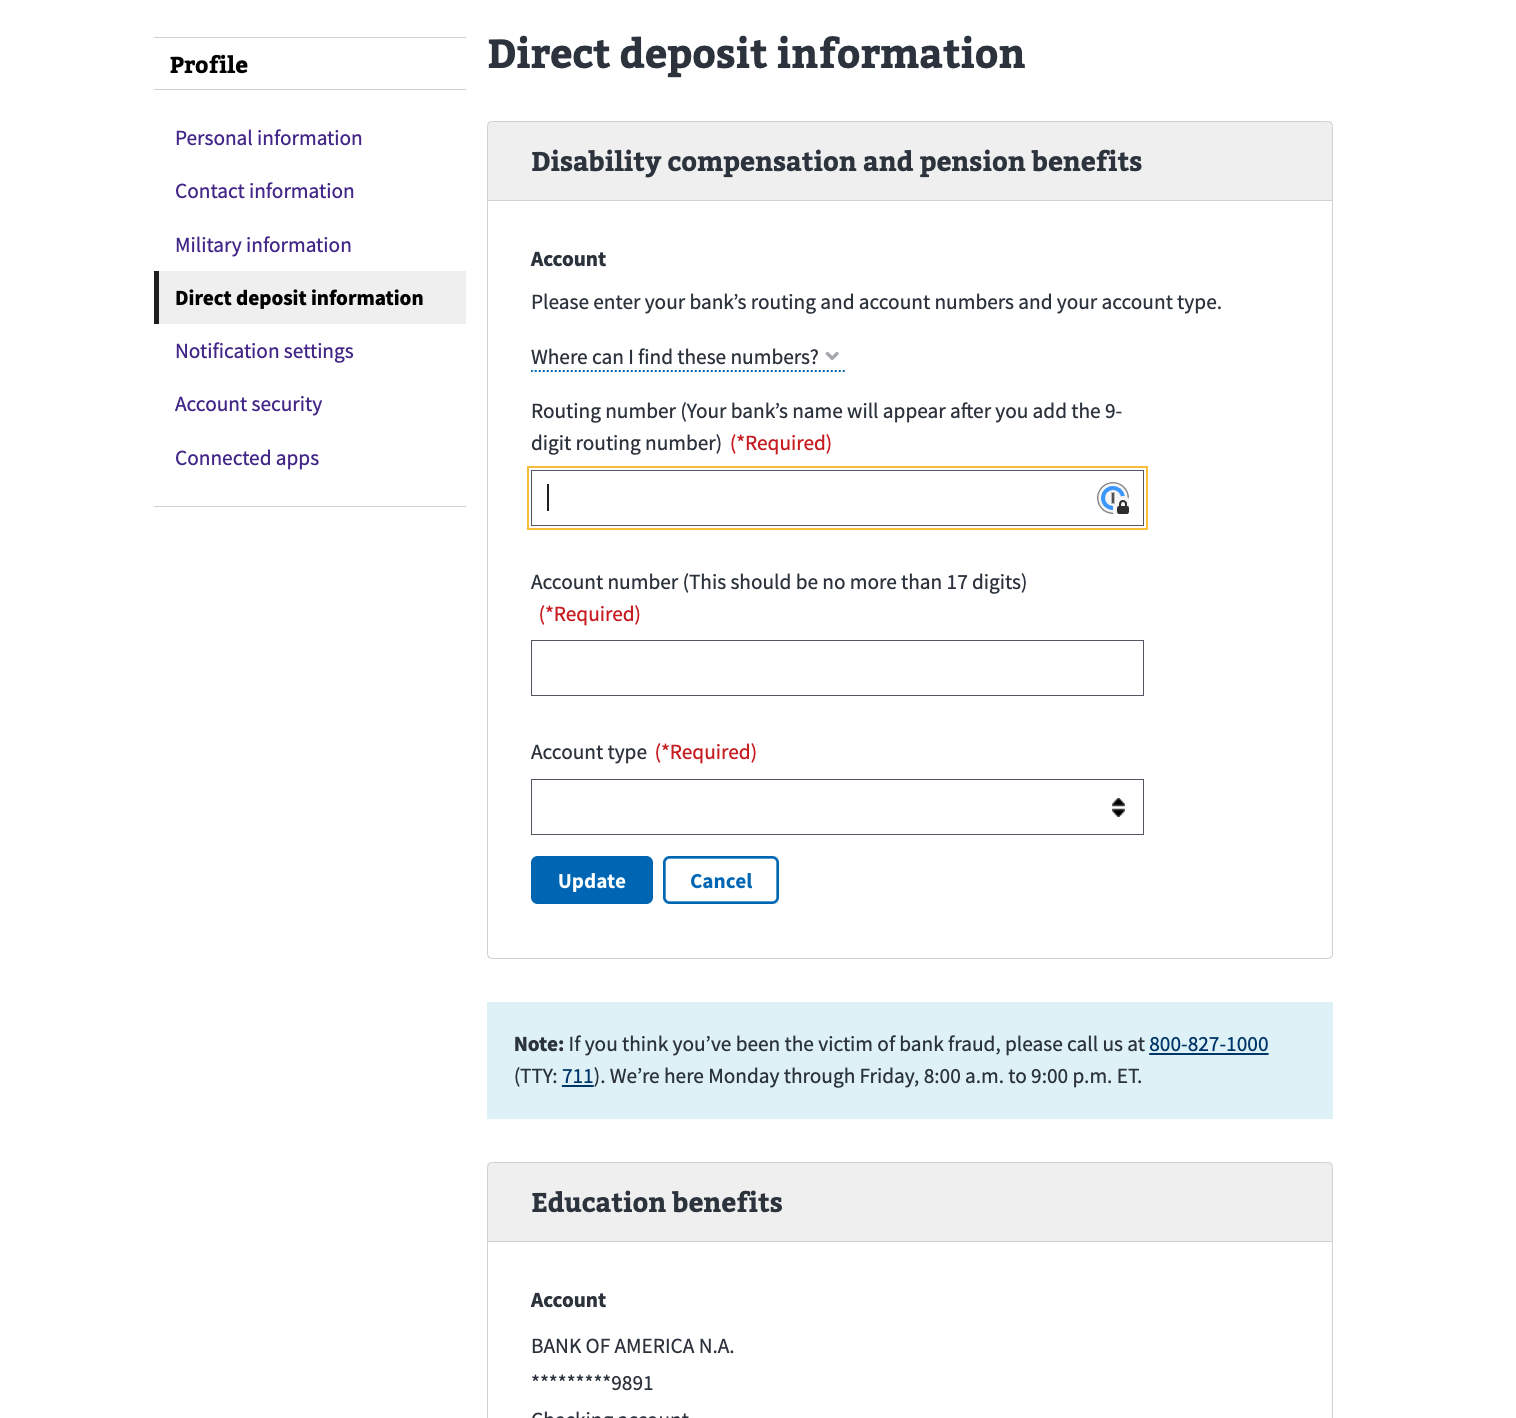 Profile
Personal information
Contact information
Military information
Direct deposit information
Notification settings
Account security
Connected apps
Direct deposit information
Disability compensation and pension benefits
Account
Please enter your bank’s routing and account numbers and your account type.
Where can I find these numbers?
Routing number (Your bank’s name will appear after you add the 9-
digit routing number) (*Required)
Account number (This should be no more than 17 digits)
(*Required)
Account type (*Required)
Update
Cancel
Note: If you think you’ve been the victim of bank fraud, please call us at 800-827-1000
(TTY: 711). We’re here Monday through Friday, 8:00 a.m. to 9:00 p.m. ET.
Education benefits
Account
BANK OF AMERICA N.A.
*********9891
Checking account